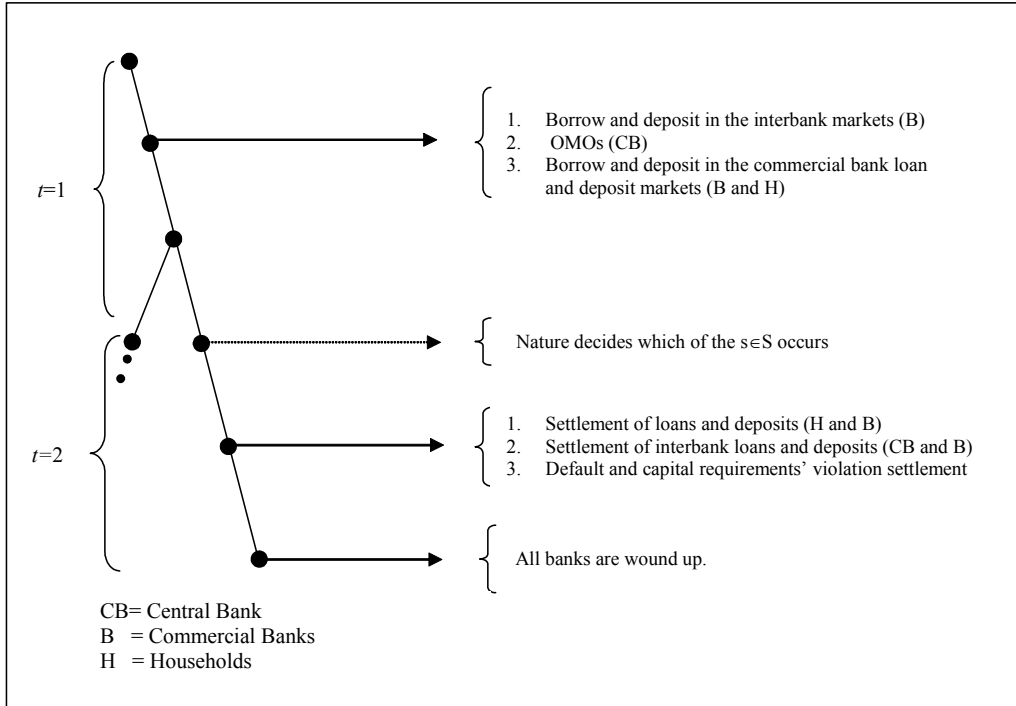 t=1
1. Borrow and deposit in the interbank markets (B)
2. OMOs (CB)
3. Borrow and deposit in the commercial bank loan
and deposit markets (B and H)
Nature decides which of the s∈S occurs
t=2
1. Settlement of loans and deposits (H and B)
2. Settlement of interbank loans and deposits (CB and B)
3. Default and capital requirements’ violation settlement
All banks are wound up.
CB= Central Bank
B = Commercial Banks
H = Households